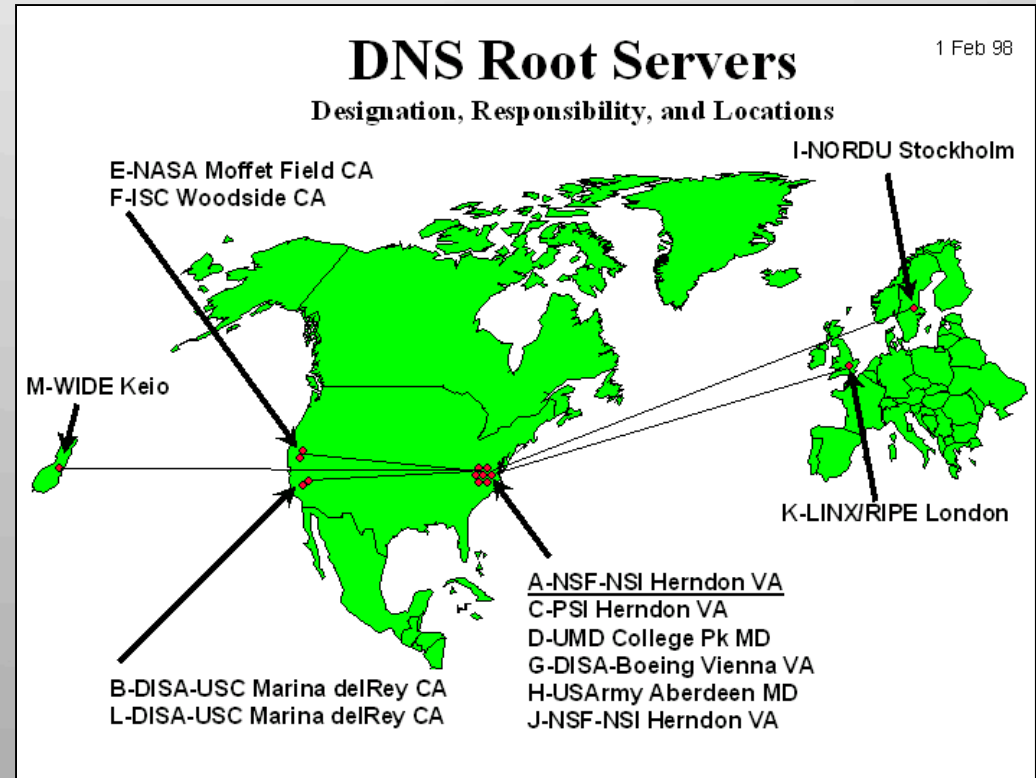 DNS Root Servers
1 Feb 98
Designation, Responsibility, and Locations
I-NORDU Stockholm
E-NASA Moffet Field CA
F-ISC Woodside CA
M-WIDE Keio
K-LINX/RIPE London
A-NSF-NSI Herndon VA
C-PSI Herndon VA
D-UMD College Pk MD
G-DISA-Boeing Vienna VA
H-USArmy Aberdeen MD
J-NSF-NSI Herndon VA
B-DISA-USC Marina delRey CA
L-DISA-USC Marina delRey CA